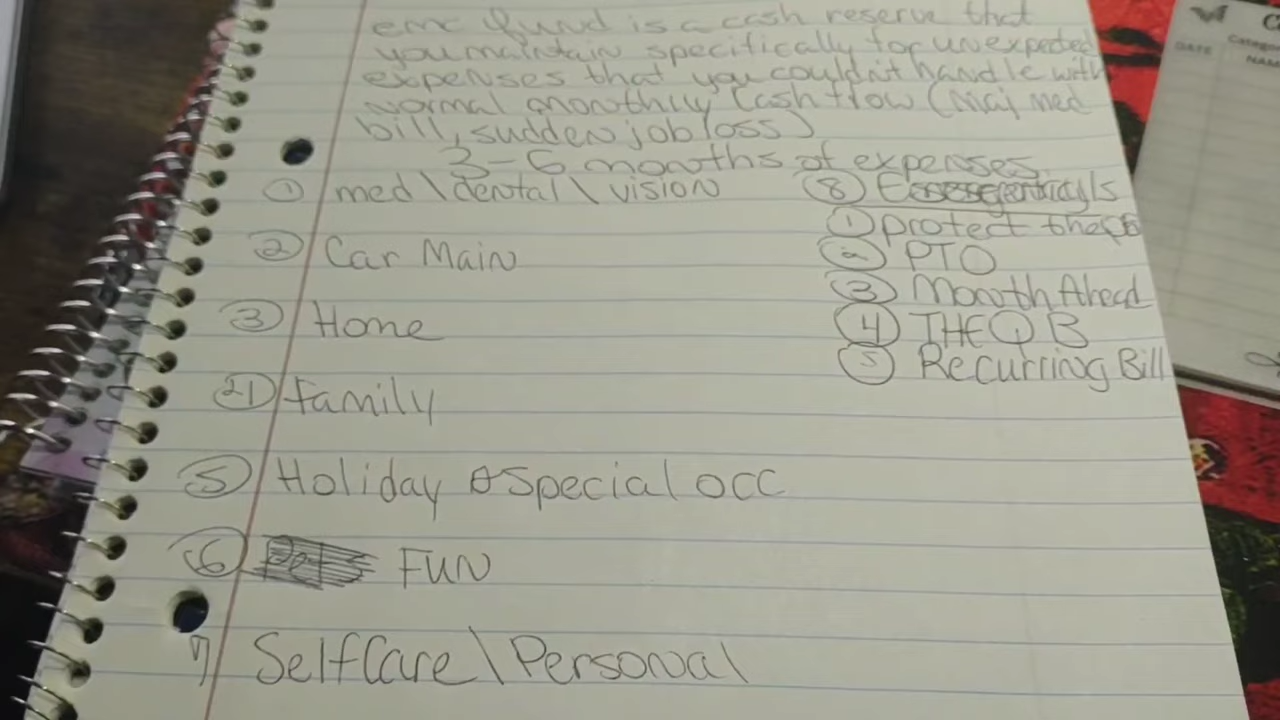 emc fund is a cash reserve that
you maintain specifically for unexpected
expenses that you couldn't handle with
normal monthly cash flow (Maj med
bill, sudden job loss)
3-6 months of expenses
① med\dental\vision
② Car Main
③ Home
④ Family
⑤ Holiday & Special occ
⑥ Pets FUN
7 Selfcare\Personal
⑧
① protect the
② PTO
③ Month Ahead
④ THE QB
⑤ Recurring Bill
DATE